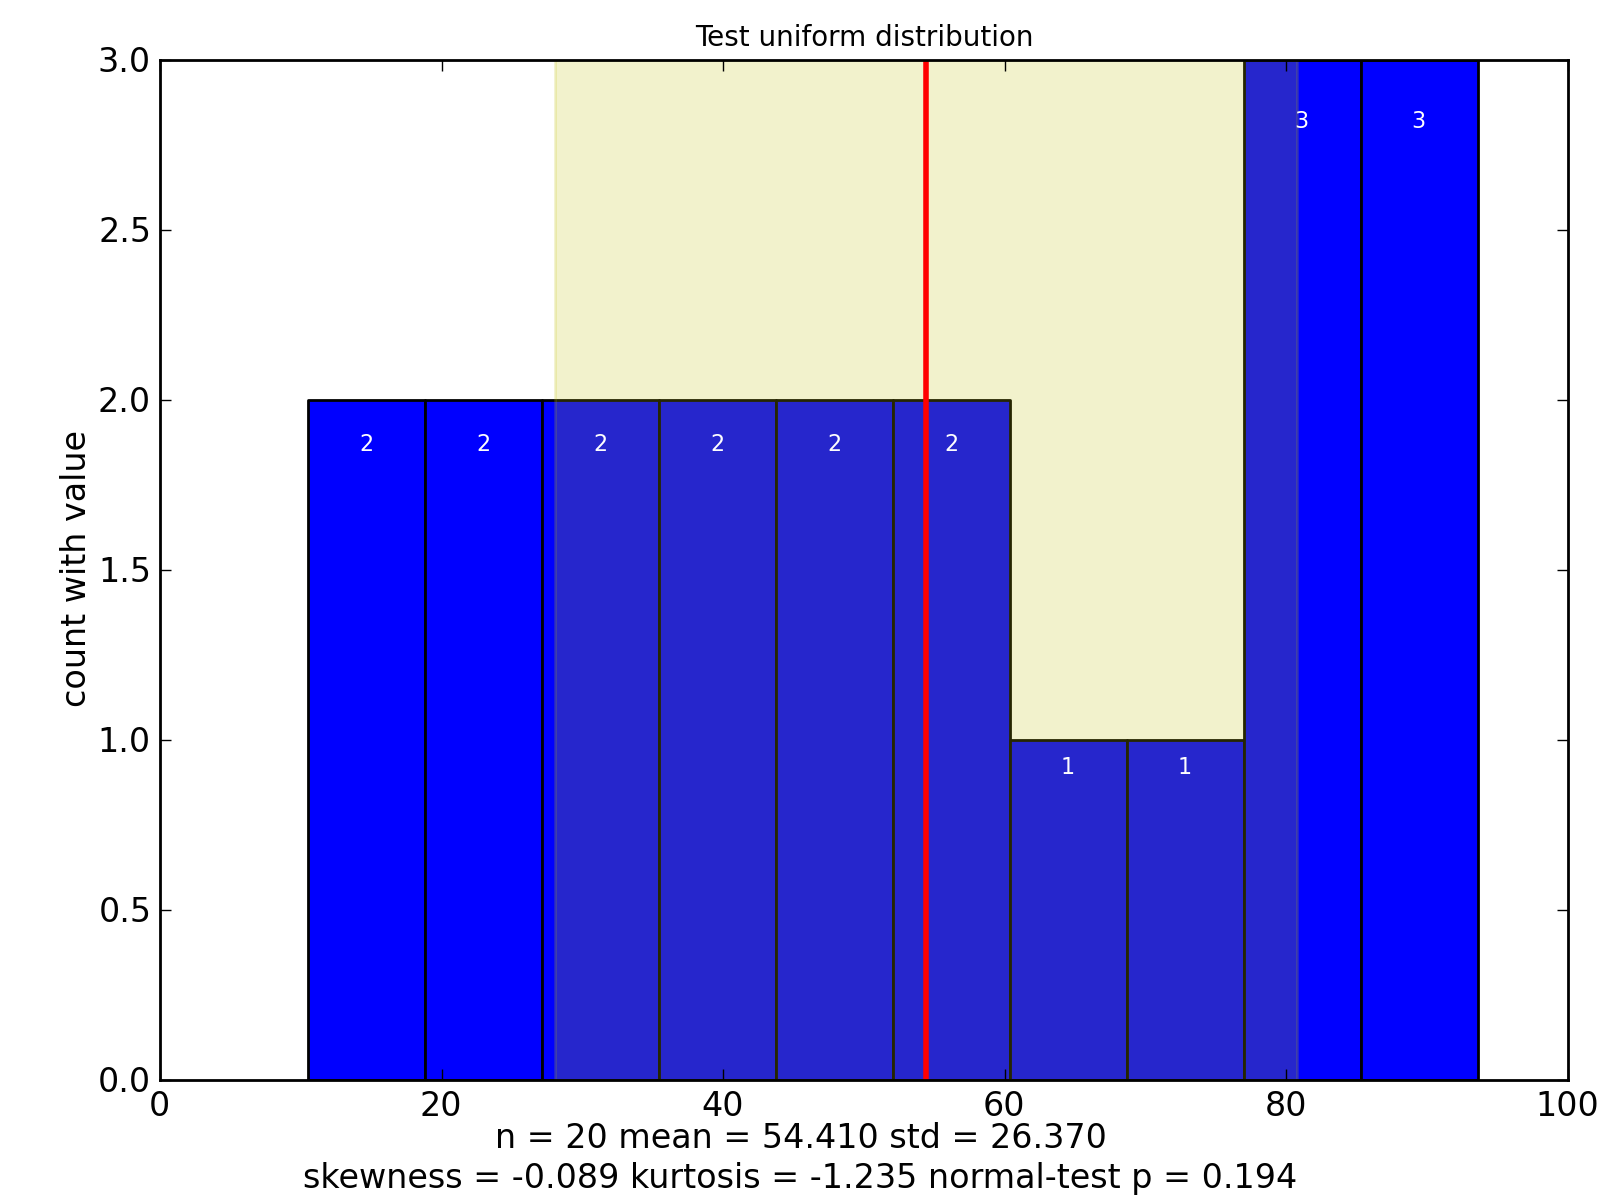 Test uniform distribution
3.0
2.5
2.0
1.5
1.0
0.5
0.0
count with value
2 2 2 2 2 2 1 1 3 3
0 20 40 60 80 100
n = 20 mean = 54.410 std = 26.370
skewness = -0.089 kurtosis = -1.235 normal-test p = 0.194